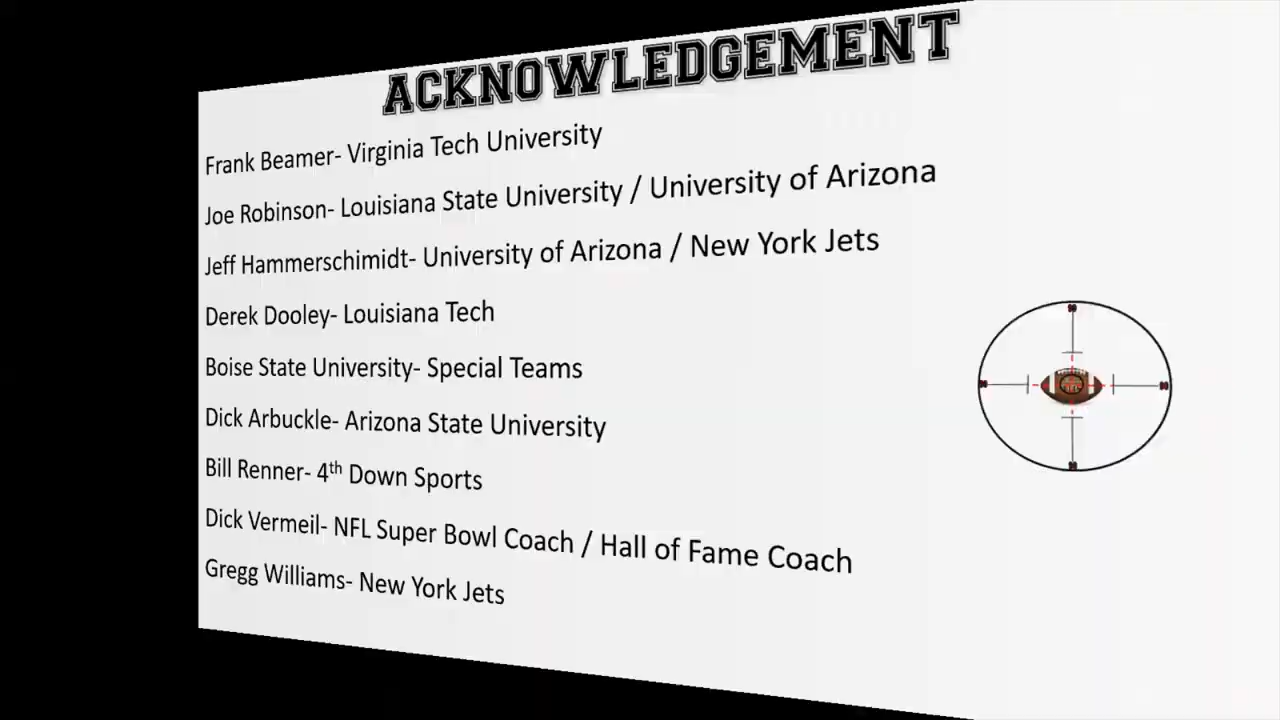 ACKNOWLEDGEMENT
Frank Beamer- Virginia Tech University
Joe Robinson- Louisiana State University / University of Arizona
Jeff Hammerschimidt- University of Arizona / New York Jets
Derek Dooley- Louisiana Tech
Boise State University- Special Teams
Dick Arbuckle- Arizona State University
Bill Renner- 4th Down Sports
Dick Vermeil- NFL Super Bowl Coach / Hall of Fame Coach
Gregg Williams- New York Jets